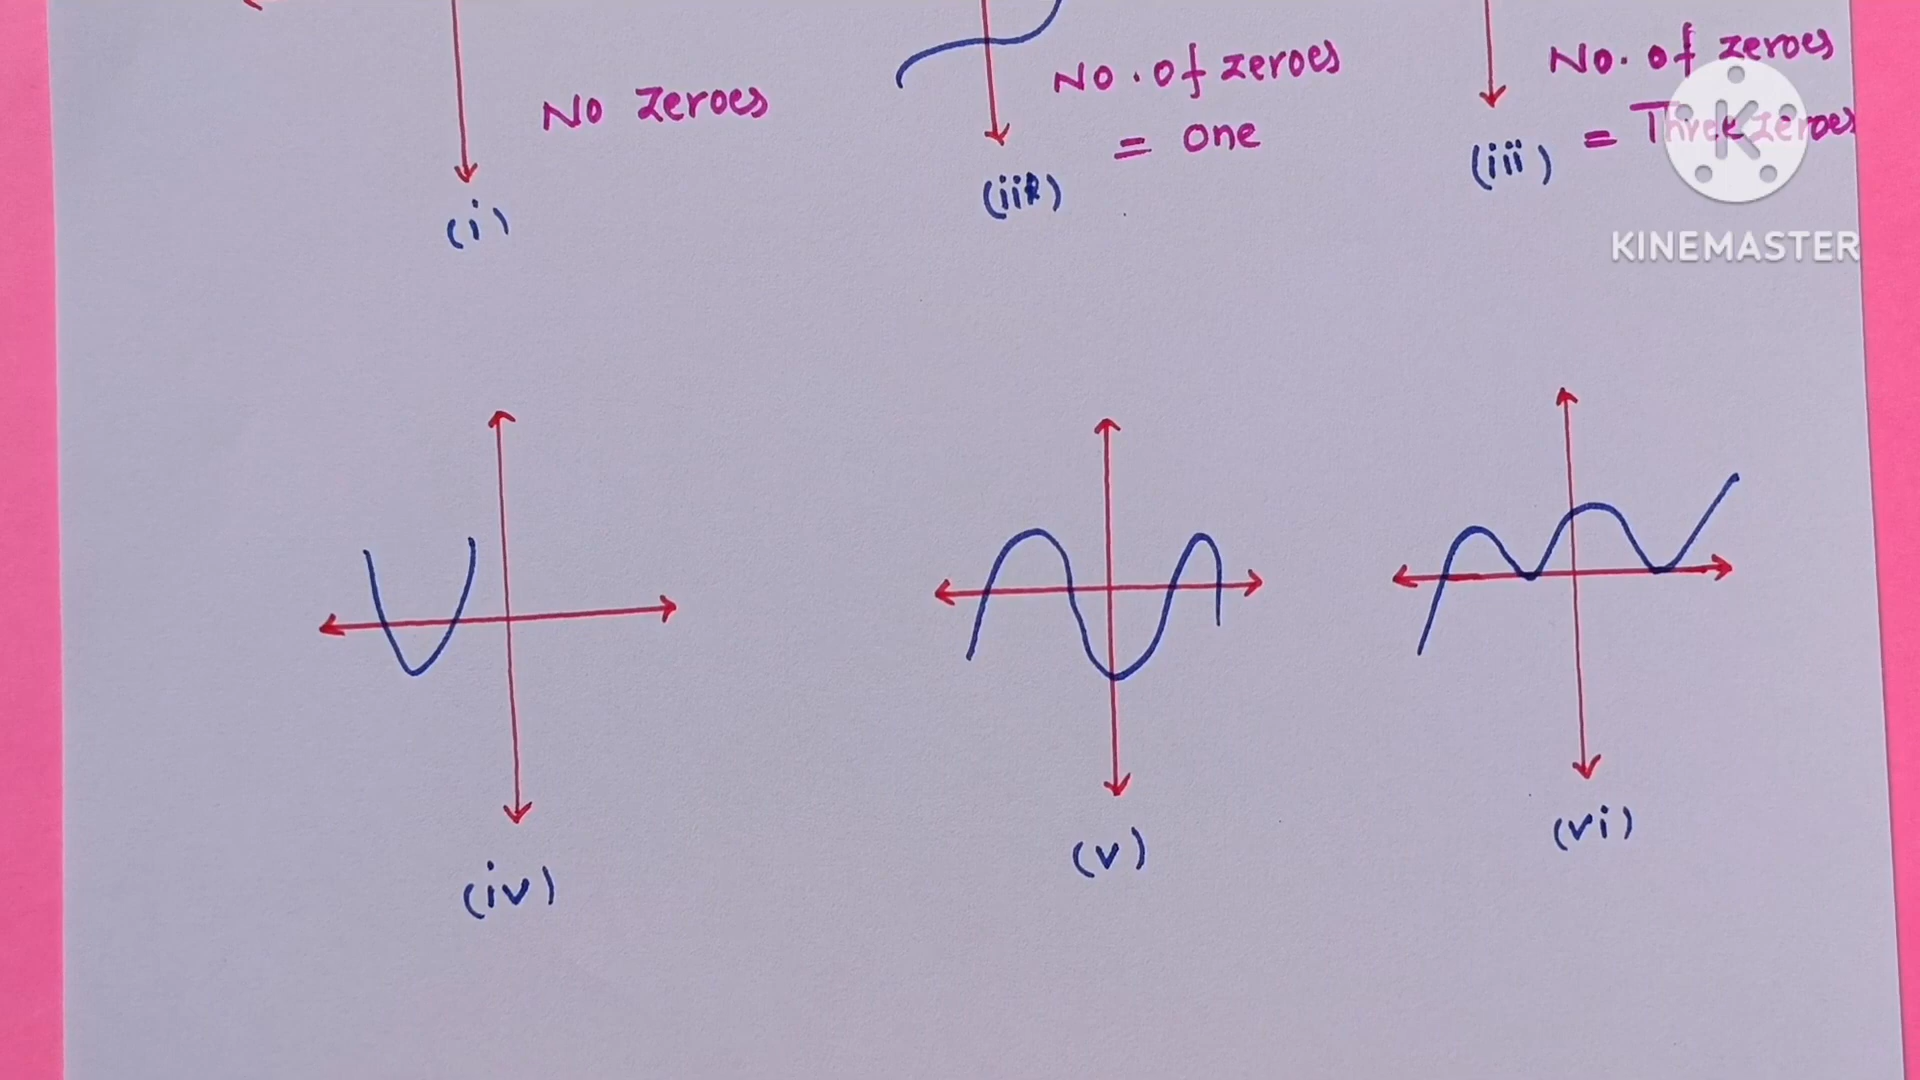 No zeroes
(i)
No. of zeroes
= one
(ii)
No. of zeroes
= Three zeroes
(iii)
KINEMASTER
(iv)
(v)
(vi)